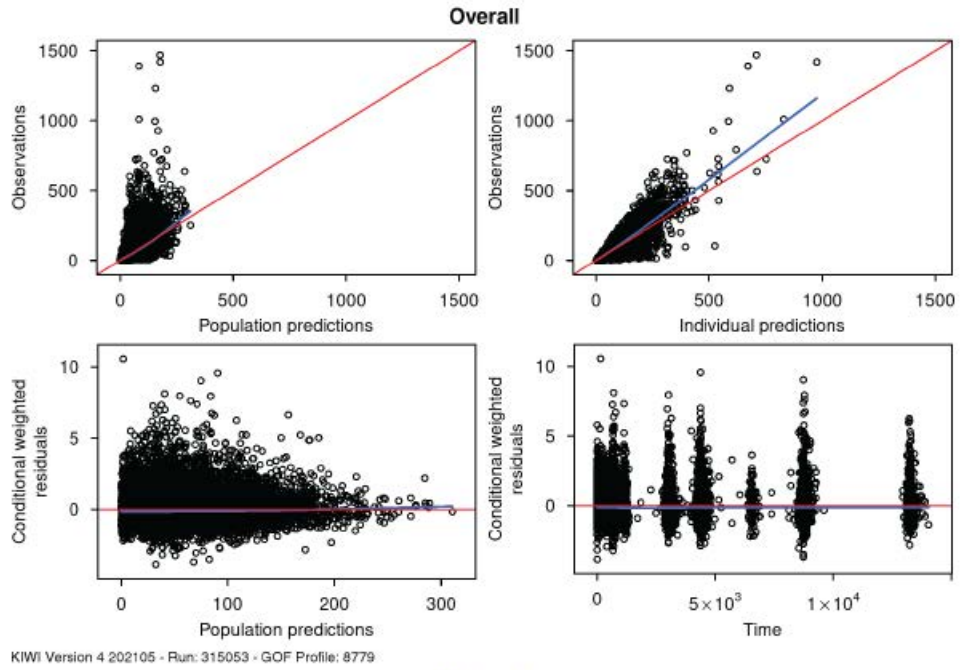 Overall
Observations
1500
1000
500
0
0 500 1000 1500
Population predictions
Observations
1500
1000
500
0
0 500 1000 1500
Individual predictions
Conditional weighted
residuals
10
5
0
0 100 200 300
Population predictions
Conditional weighted
residuals
10
5
0
0 5×10³ 1×10⁴
Time
KIWI Version 4 202105 - Run: 315053 - GOF Profile: 8779